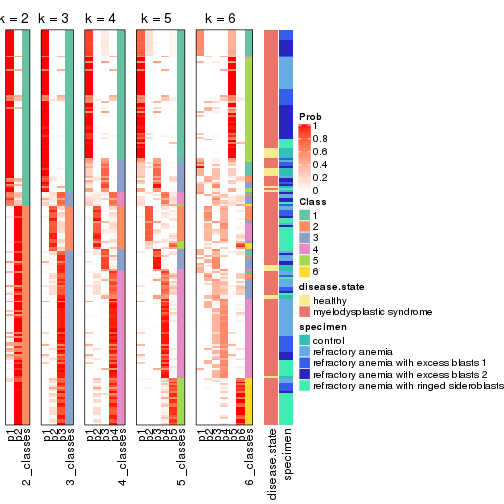 k = 2 k = 3 k = 4 k = 5 k = 6
Prob
1
0.8
0.6
0.4
0.2
0
Class
1
2
3
4
5
6
disease.state
healthy
myelodysplastic syndrome
specimen
control
refractory anemia
refractory anemia with excess blasts 1
refractory anemia with excess blasts 2
refractory anemia with ringed sideroblasts
p1 p2 2_classes p1 p2 p3 3_classes p1 p2 p3 p4 4_classes p1 p2 p3 p4 p5 5_classes p1 p2 p3 p4 p5 p6 6_classes disease.state specimen